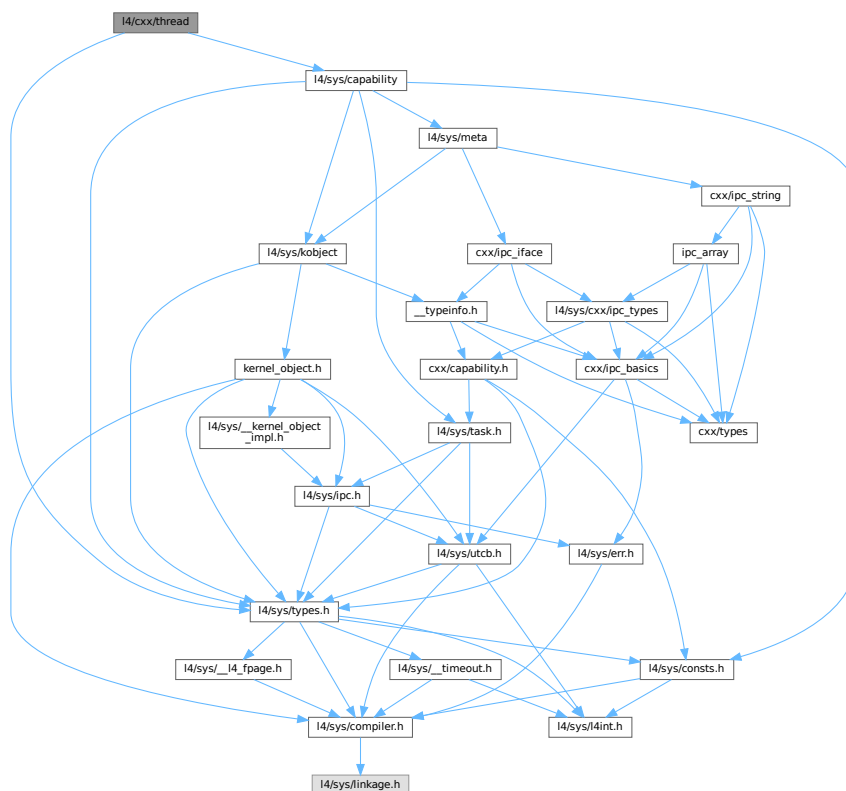 l4/cxx/thread
l4/sys/capability
l4/sys/meta
cxx/ipc_string
l4/sys/kobject
cxx/ipc_iface
ipc_array
__typeinfo.h
l4/sys/cxx/ipc_types
kernel_object.h
cxx/capability.h
cxx/ipc_basics
l4/sys/__kernel_object
_impl.h
l4/sys/task.h
cxx/types
l4/sys/ipc.h
l4/sys/utcb.h
l4/sys/err.h
l4/sys/types.h
l4/sys/__l4_fpage.h
l4/sys/__timeout.h
l4/sys/consts.h
l4/sys/compiler.h
l4/sys/l4int.h
l4/sys/linkage.h